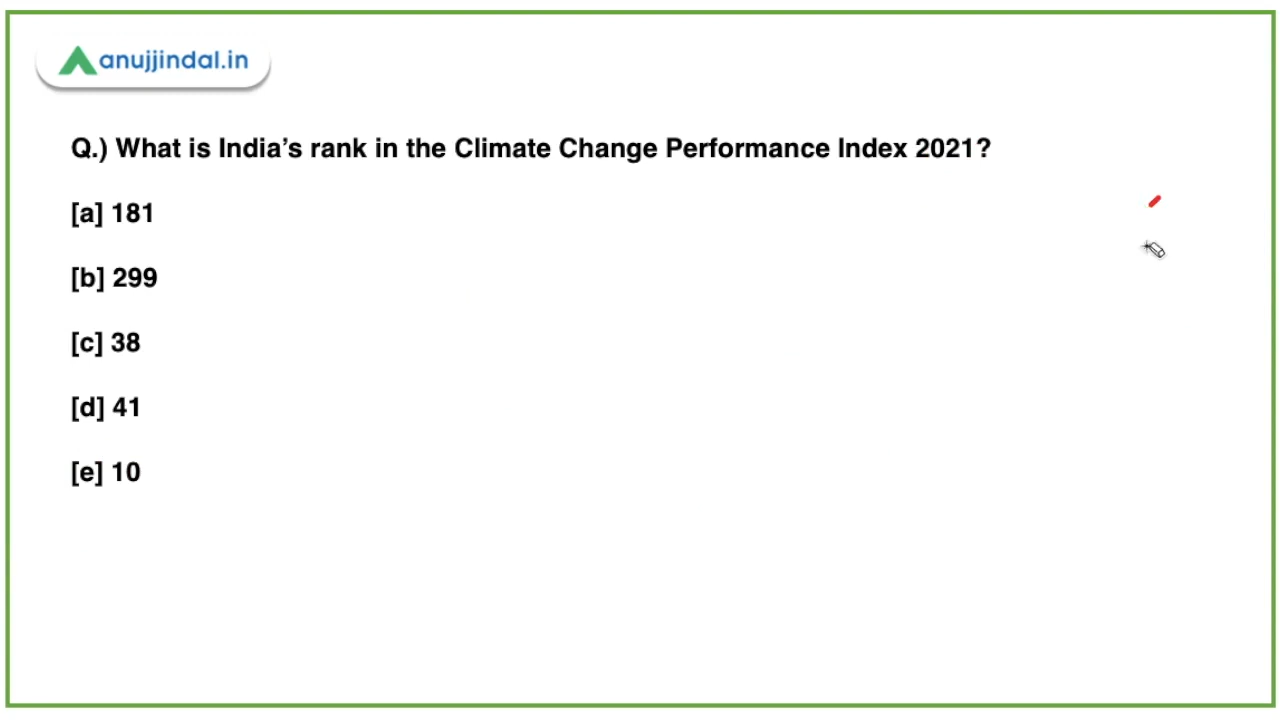 anujjindal.in
Q.) What is India’s rank in the Climate Change Performance Index 2021?
[a] 181
[b] 299
[c] 38
[d] 41
[e] 10